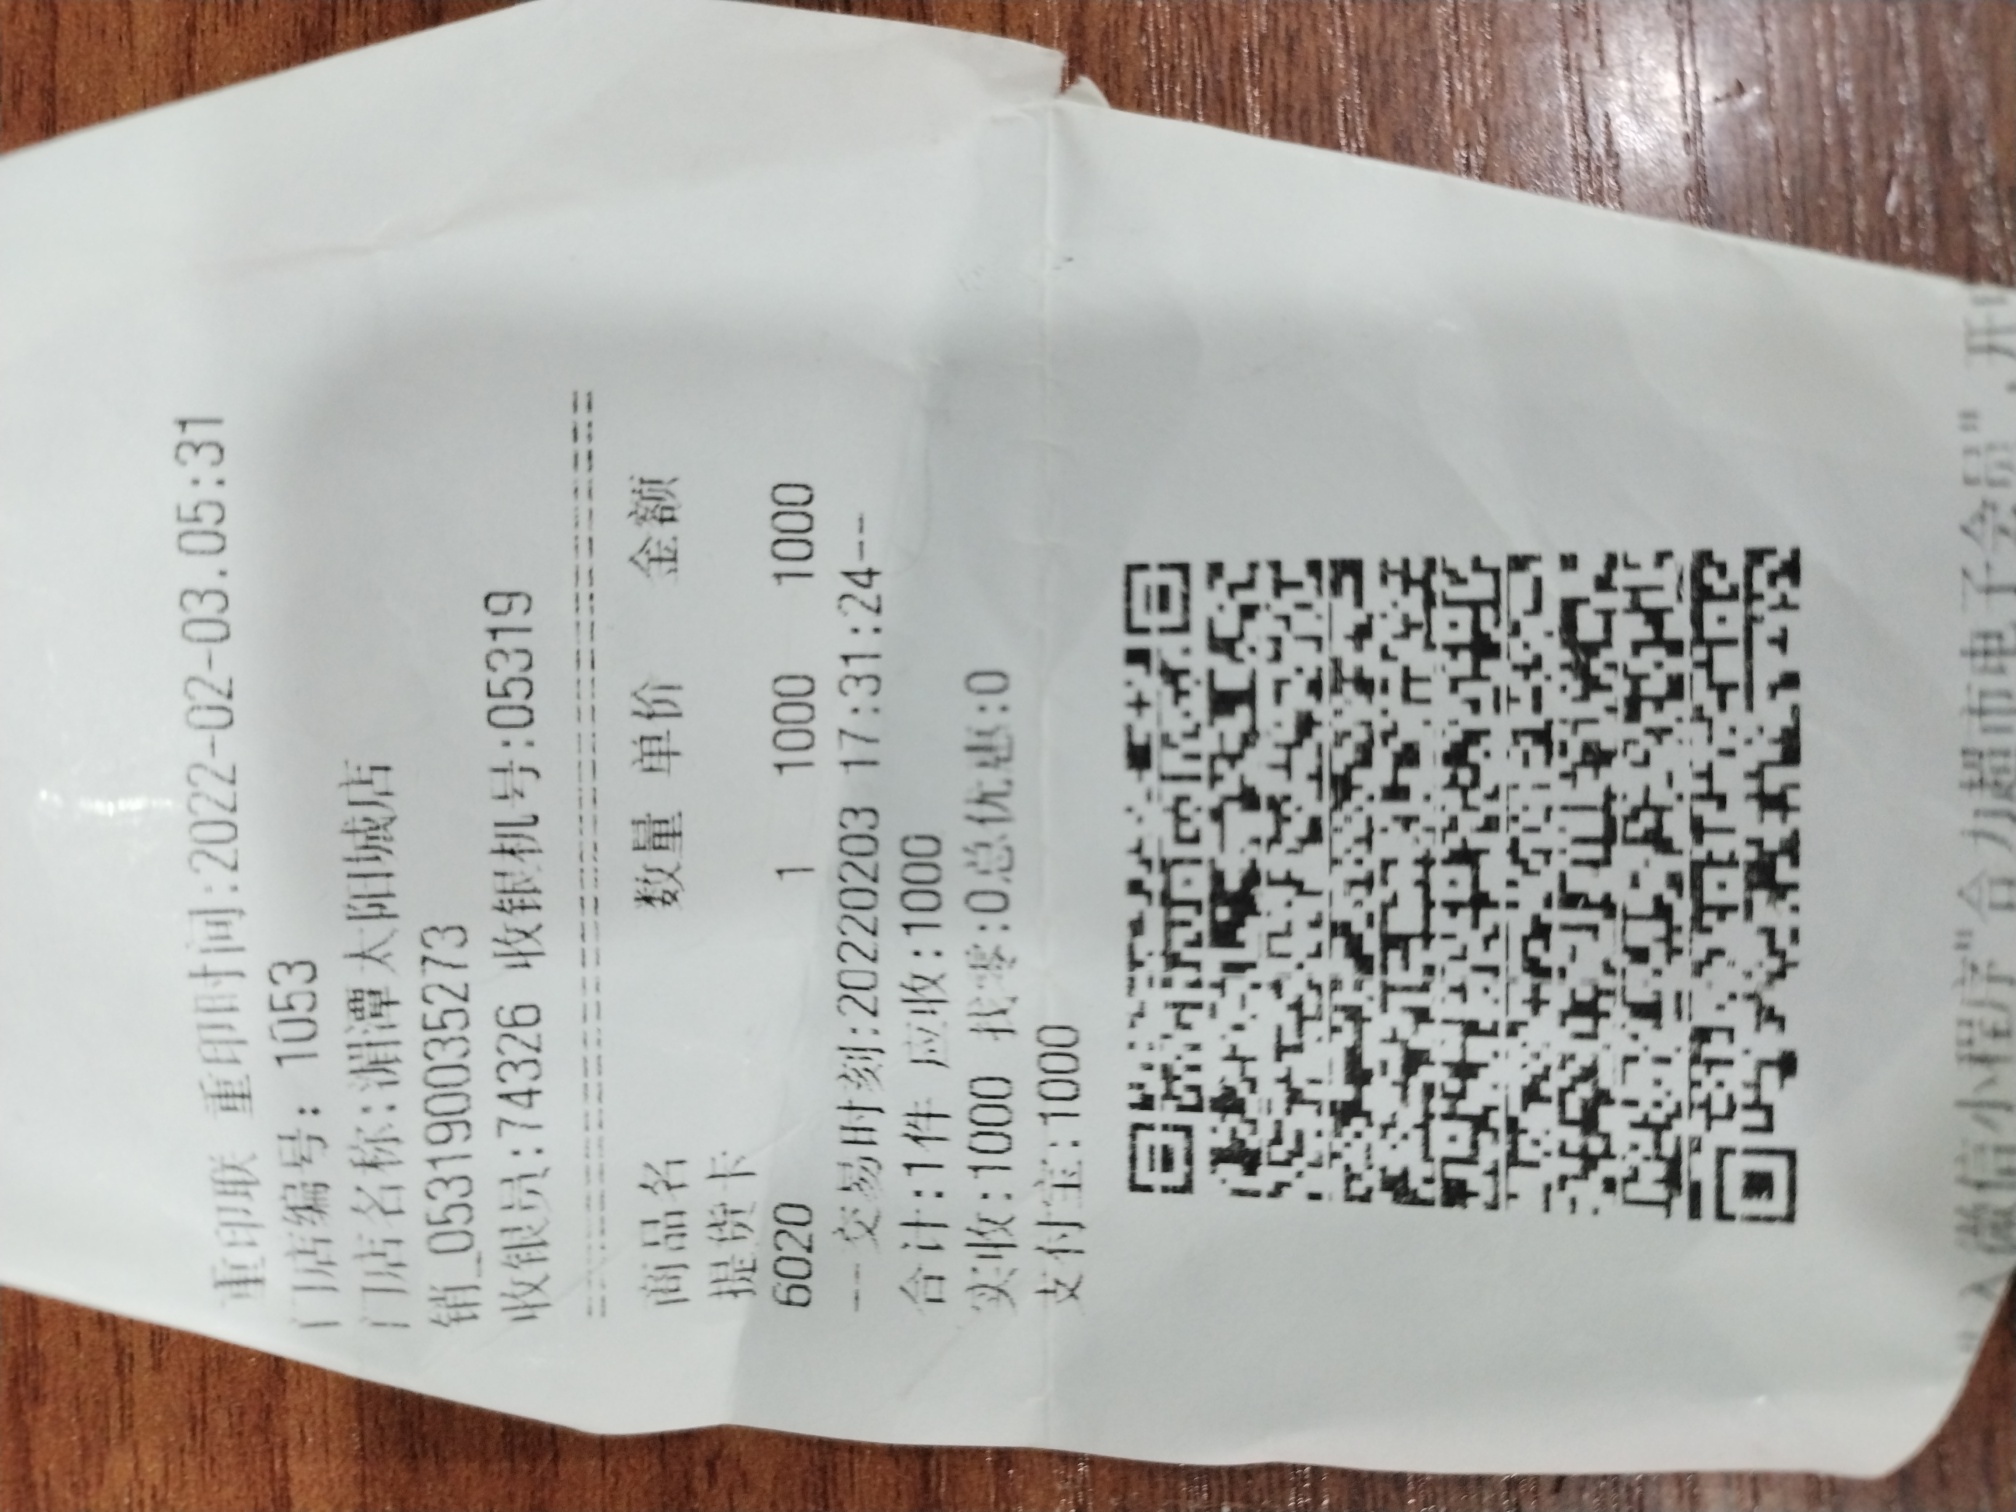 重印联 重印时间:2022-02-03.05:31
门店编号: 1053
门店名称:湄潭太阳城店
销_0531900035273
收银员:74326 收银机号:05319
商品名 数量 单价 金额
提货卡
6020 1 1000 1000
---交易时刻:20220203 17:31:24--
合计:1件 应收:1000
实收:1000 找零:0总优惠:0
支付宝:1000
微信小程序"合力超市电子会员",开